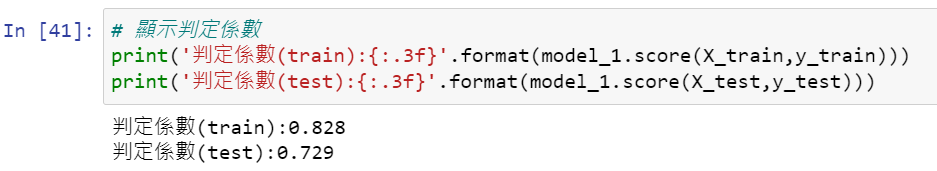 In [41]: # 顯示判定係數
print('判定係數(train):{:.3f}'.format(model_1.score(X_train,y_train)))
print('判定係數(test):{:.3f}'.format(model_1.score(X_test,y_test)))
判定係數(train):0.828
判定係數(test):0.729